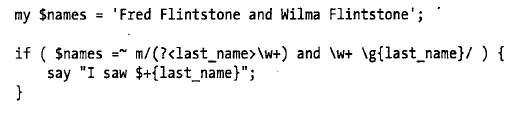 my $names = 'Fred Flintstone and Wilma Flintstone';
if ( $names =~ m/(?<last_name>\w+) and \w+ \g{last_name}/ ) {
    say "I saw $+{last_name}";
}